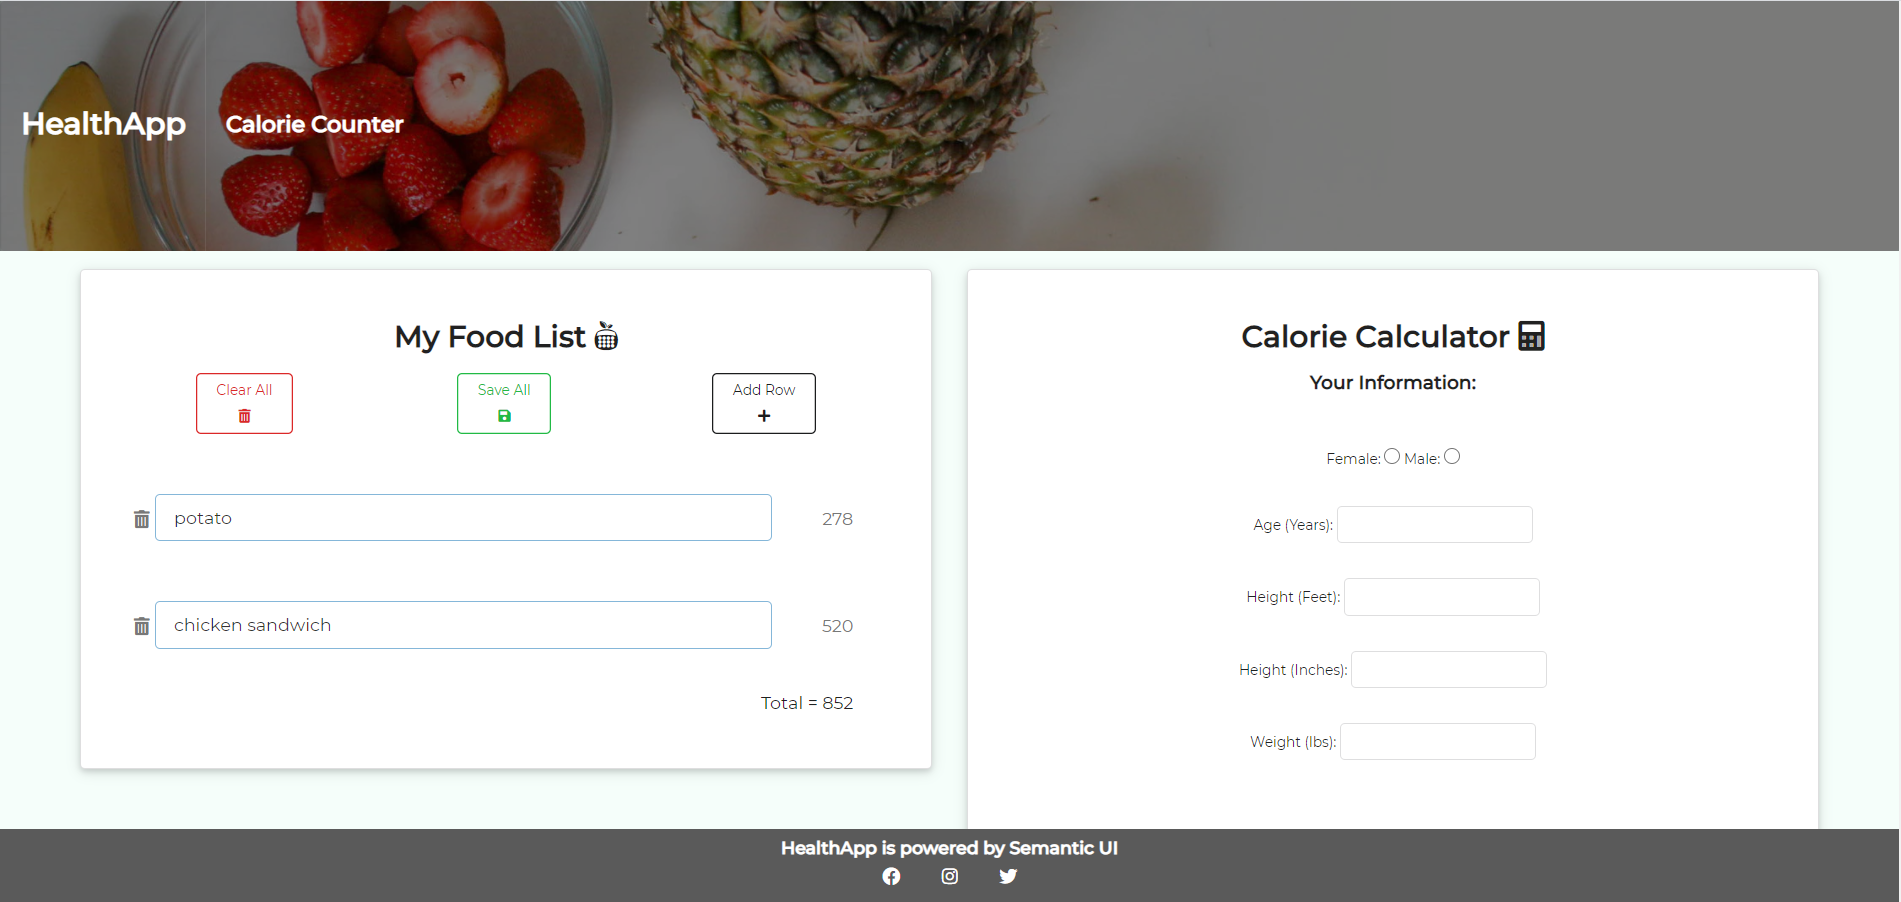 HealthApp
Calorie Counter
My Food List
Clear All
Save All
Add Row
potato
278
chicken sandwich
520
Total = 852
Calorie Calculator
Your Information:
Female: Male:
Age (Years):
Height (Feet):
Height (Inches):
Weight (lbs):
HealthApp is powered by Semantic UI